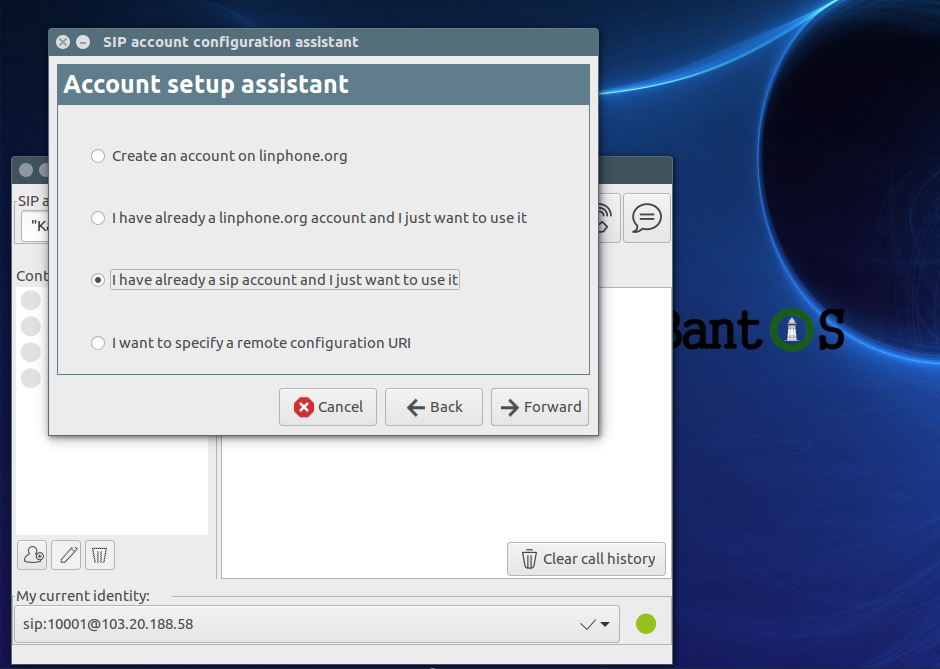 SIP account configuration assistant
Account setup assistant
Create an account on linphone.org
I have already a linphone.org account and I just want to use it
I have already a sip account and I just want to use it
I want to specify a remote configuration URI
Cancel
Back
Forward
SIP a
"Ka
Cont
Bant S
Clear call history
My current identity:
sip:10001@103.20.188.58